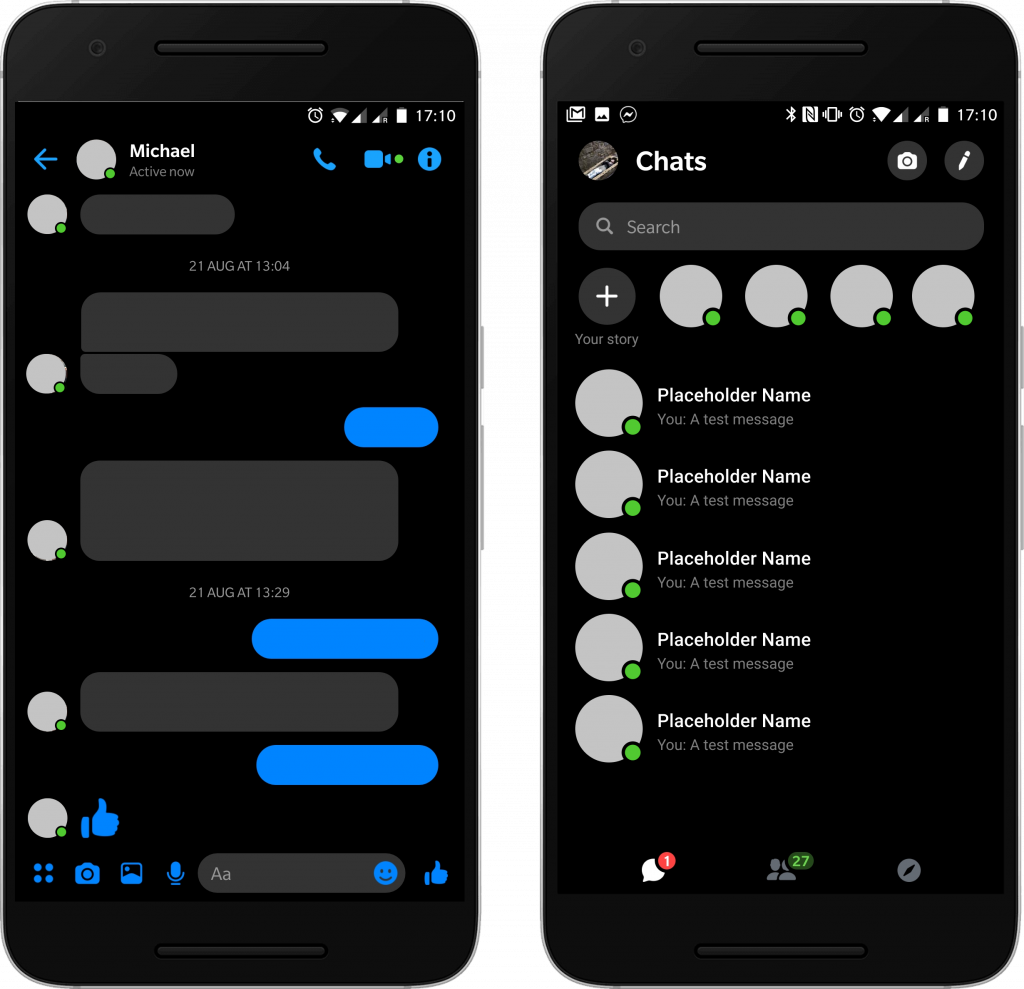 17:10
Michael
Active now
21 AUG AT 13:04
21 AUG AT 13:29
Aa
R
17:10
Chats
Search
Your story
Placeholder Name
You: A test message
Placeholder Name
You: A test message
Placeholder Name
You: A test message
Placeholder Name
You: A test message
Placeholder Name
You: A test message
1
27